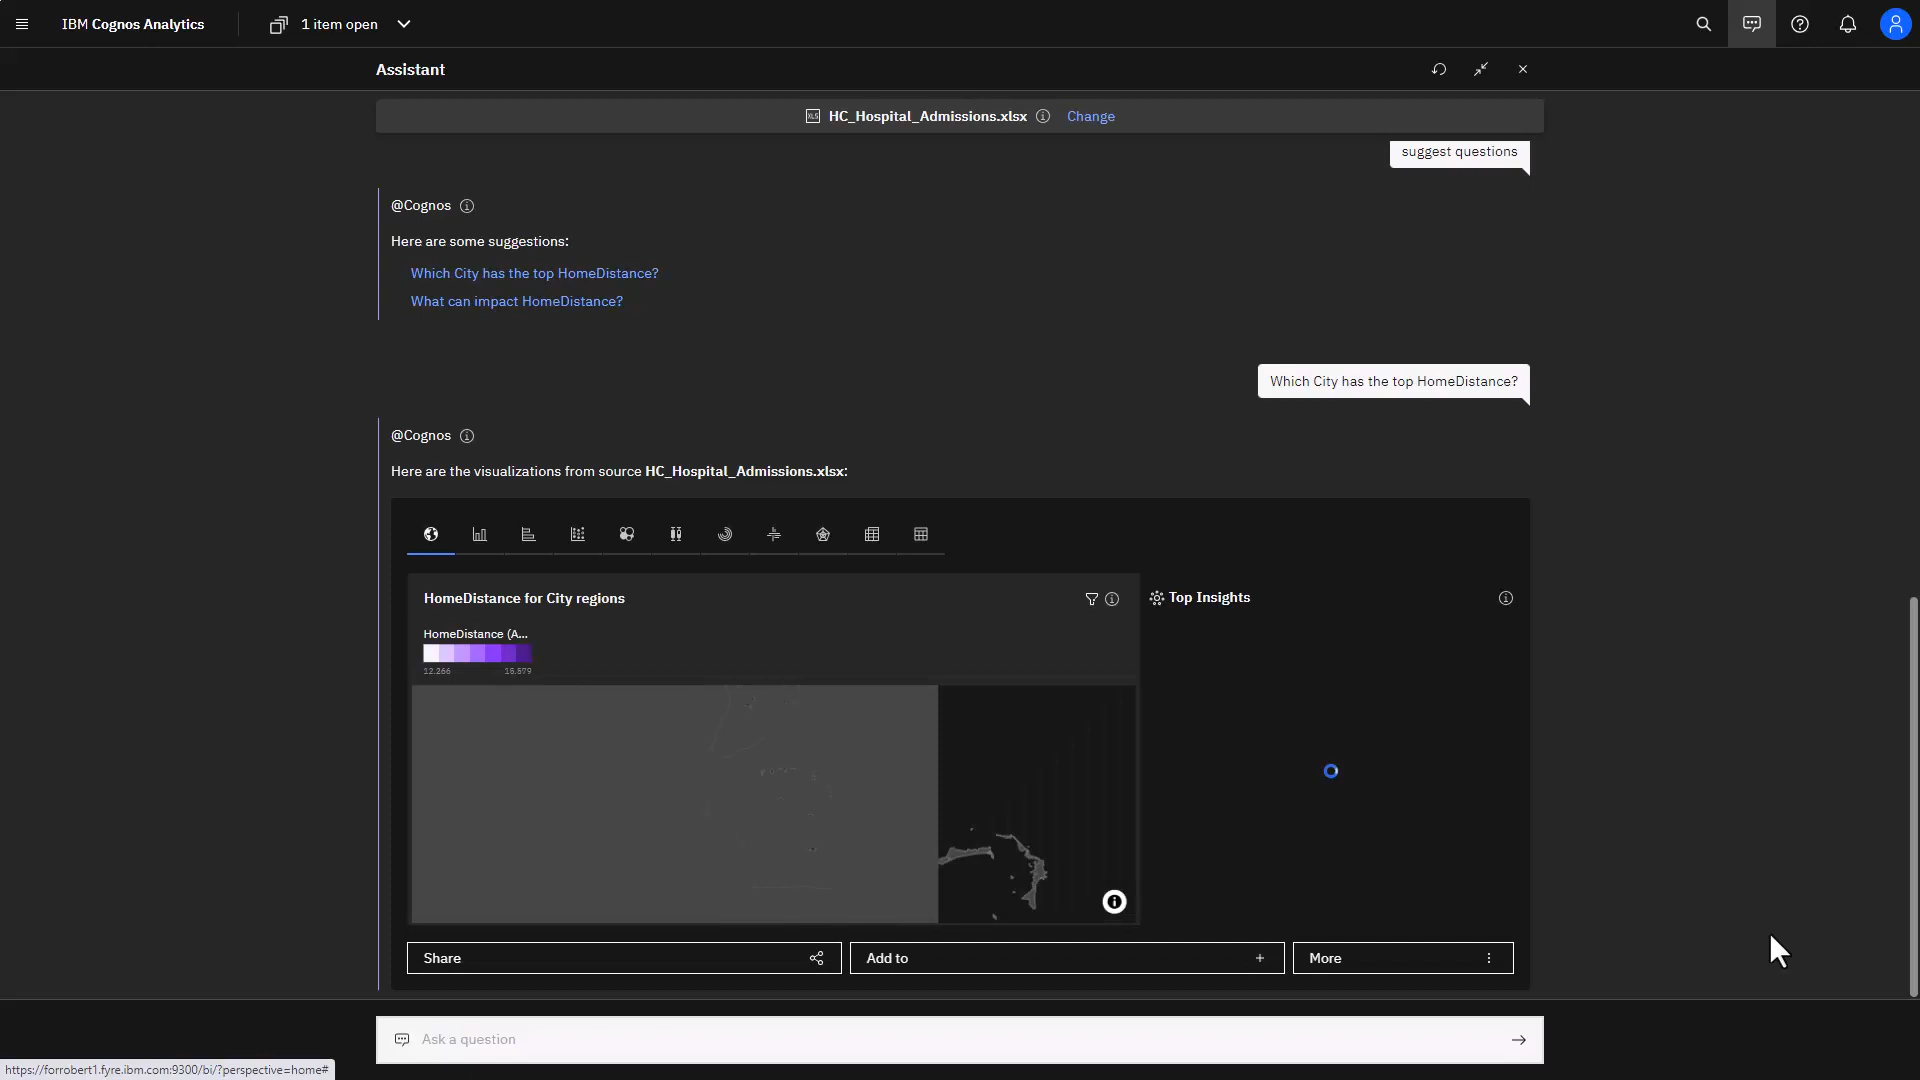 IBM Cognos Analytics
1 item open
Assistant
XLS HC_Hospital_Admissions.xlsx Change
suggest questions
@Cognos
Here are some suggestions:
Which City has the top HomeDistance?
What can impact HomeDistance?
Which City has the top HomeDistance?
@Cognos
Here are the visualizations from source HC_Hospital_Admissions.xlsx:
HomeDistance for City regions
Top Insights
HomeDistance (A...
12.266 15.579
Share
Add to
More
Ask a question
https://forrobert1.fyre.ibm.com:9300/bi/?perspective=home#